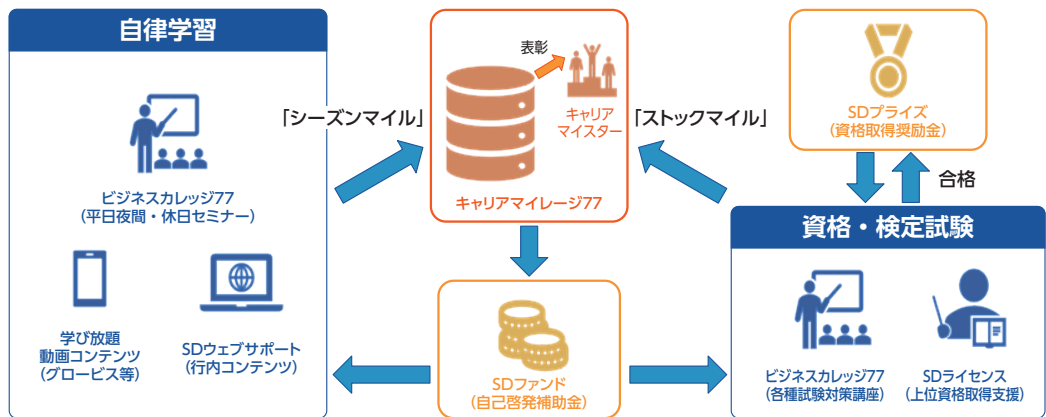 自律学習
ビジネスカレッジ77
（平日夜間・休日セミナー）
学び放題
動画コンテンツ
（グロービス等）
SDウェブサポート
（行内コンテンツ）
「シーズンマイル」
表彰
キャリア
マイスター
キャリアマイレージ77
「ストックマイル」
SDファンド
（自己啓発補助金）
SDプライズ
（資格取得奨励金）
合格
資格・検定試験
ビジネスカレッジ77
（各種試験対策講座）
SDライセンス
（上位資格取得支援）